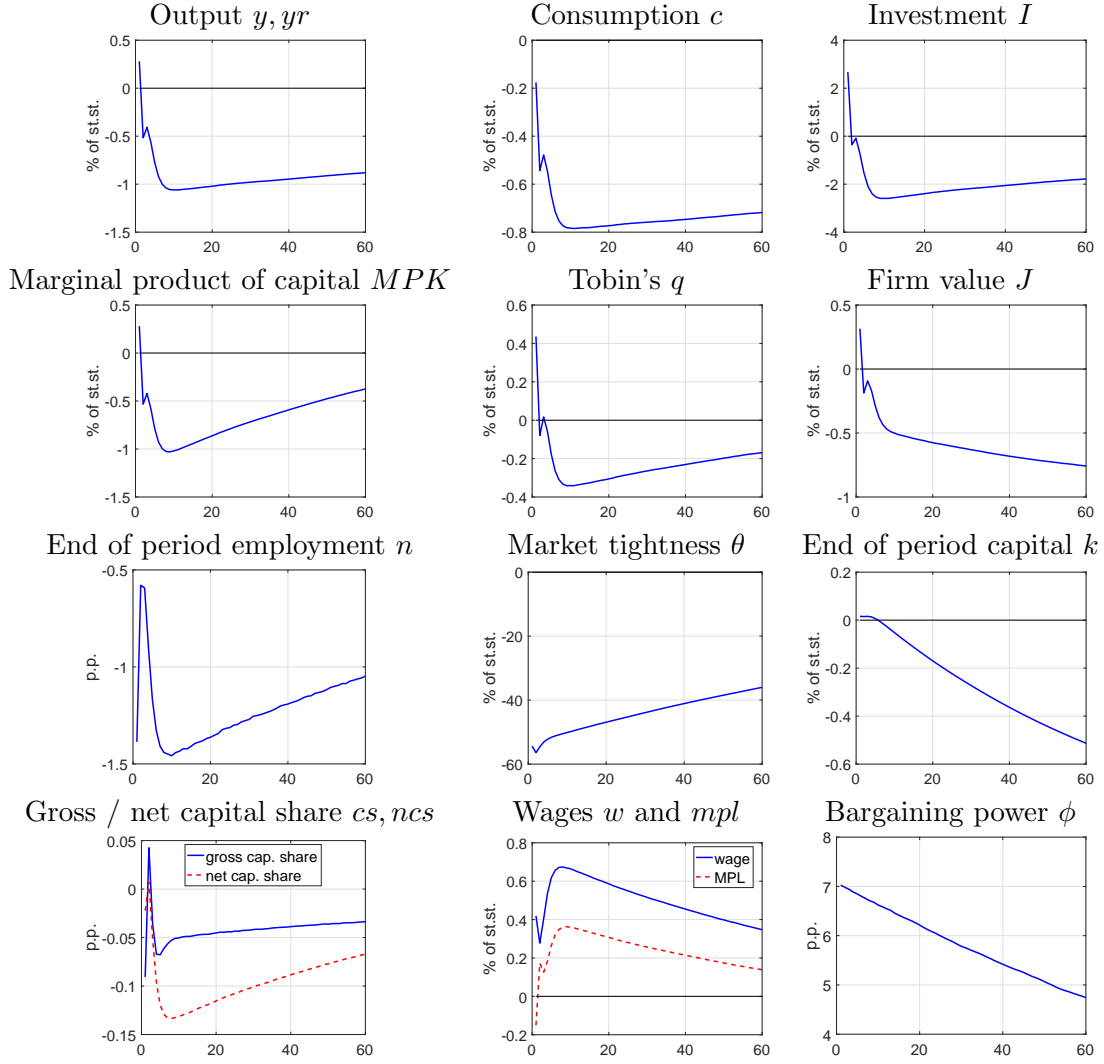 Output y, yr
Consumption c
Investment I
% of st.st.
0.5
0
-0.5
-1
-1.5
0 20 40 60
% of st.st.
0
-0.2
-0.4
-0.6
-0.8
0 20 40 60
% of st.st.
4
2
0
-2
-4
0 20 40 60
Marginal product of capital MPK
Tobin's q
Firm value J
% of st.st.
0.5
0
-0.5
-1
-1.5
0 20 40 60
% of st.st.
0.6
0.4
0.2
0
-0.2
-0.4
0 20 40 60
% of st.st.
0.5
0
-0.5
-1
0 20 40 60
End of period employment n
Market tightness θ
End of period capital k
p.p.
-0.5
-1
-1.5
0 20 40 60
% of st.st.
0
-20
-40
-60
0 20 40 60
% of st.st.
0.2
0
-0.2
-0.4
-0.6
0 20 40 60
Gross / net capital share cs, ncs
Wages w and mpl
Bargaining power ϕ
p.p.
0.05
0
-0.05
-0.1
-0.15
0 20 40 60
gross cap. share
net cap. share
% of st.st.
0.8
0.6
0.4
0.2
0
-0.2
0 20 40 60
wage
MPL
p.p.
8
7
6
5
4
0 20 40 60